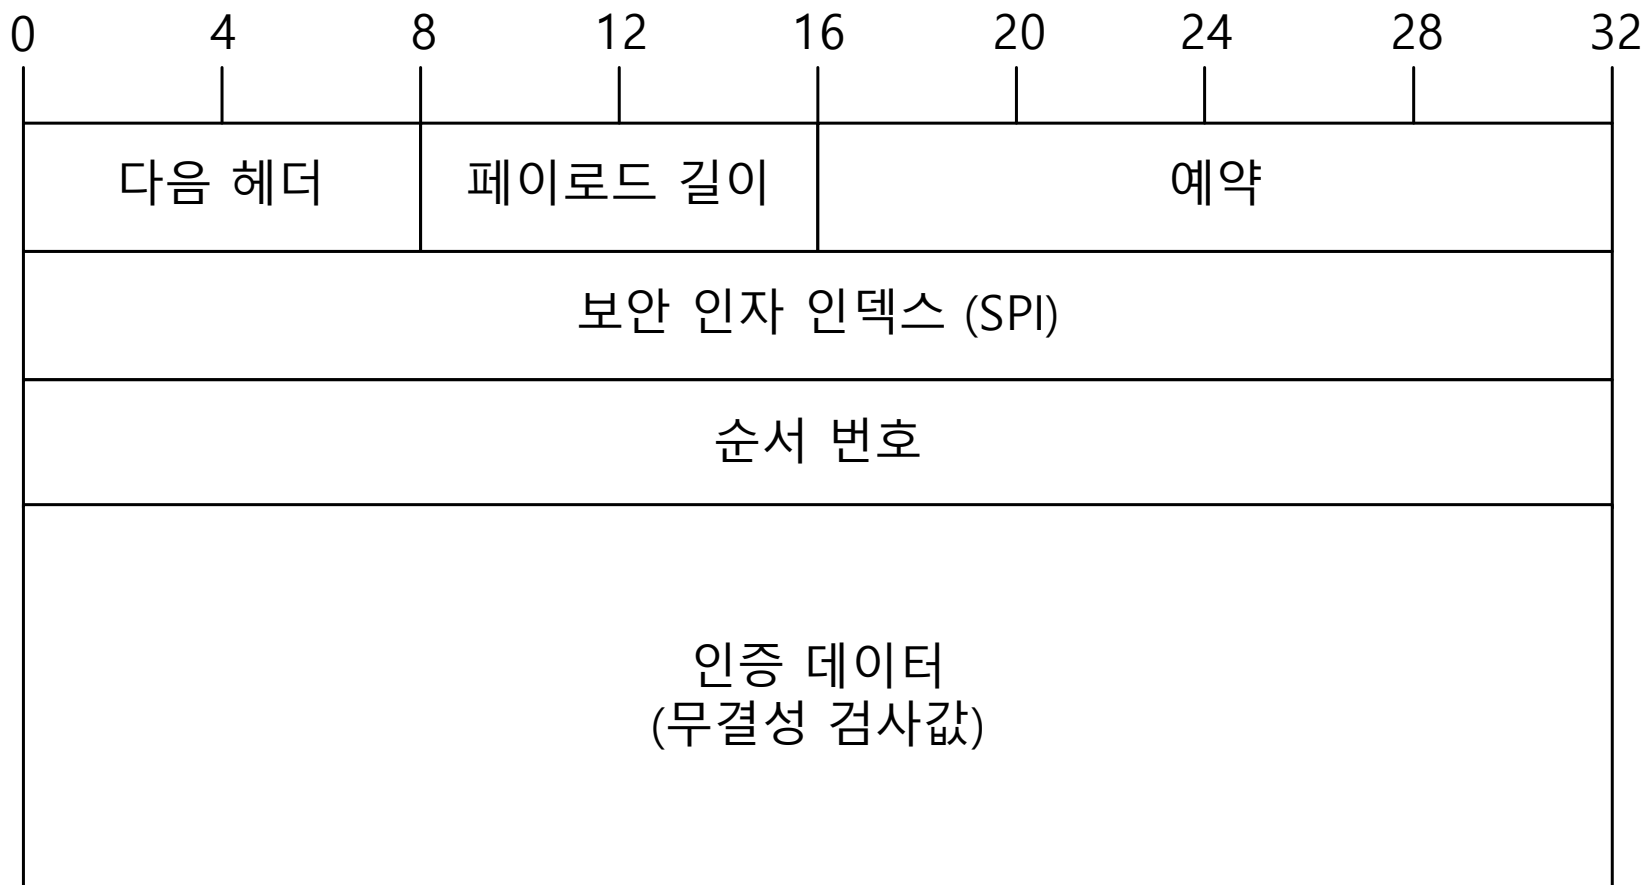 0 4 8 12 16 20 24 28 32
다음 헤더 페이로드 길이 예약
보안 인자 인덱스 (SPI)
순서 번호
인증 데이터
(무결성 검사값)